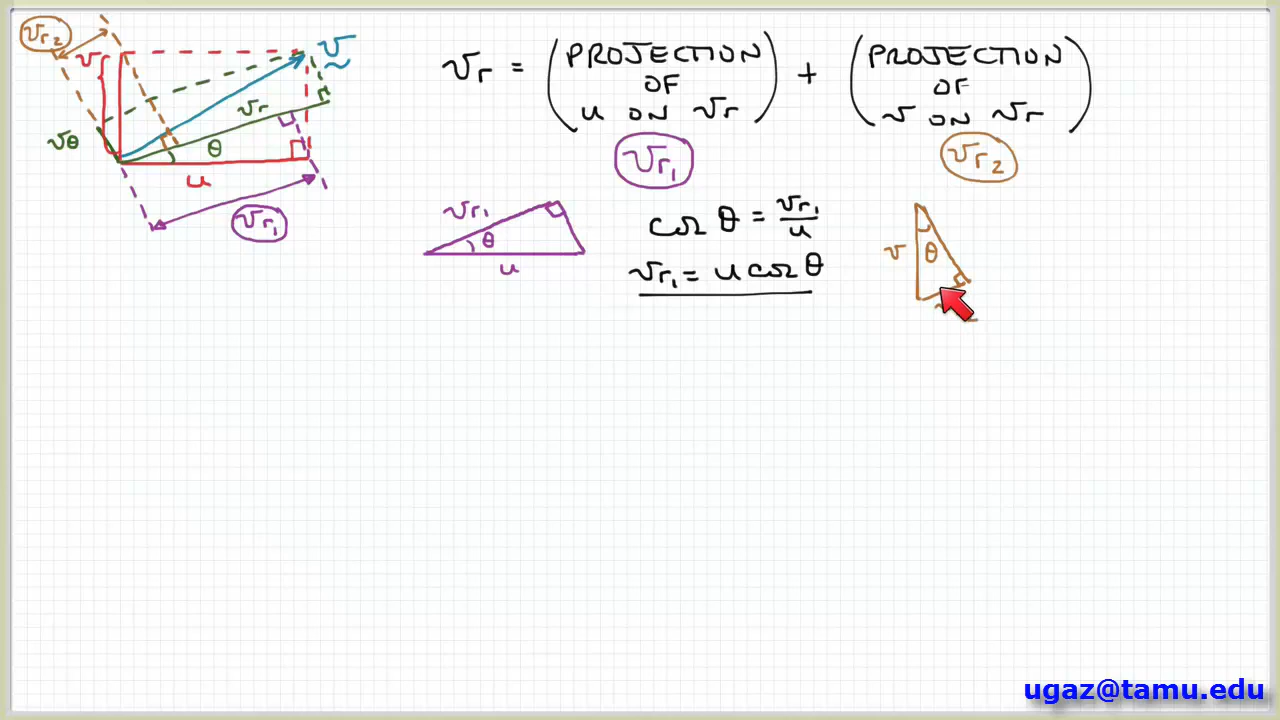 vr2
v
v
vr
vθ
θ
u
vr1
vr = (PROJECTION OF u ON vr) + (PROJECTION OF v ON vr)
vr1
vr2
vr1
θ
u
cos θ = vr1/u
vr1 = u cos θ
v
θ
ugaz@tamu.edu